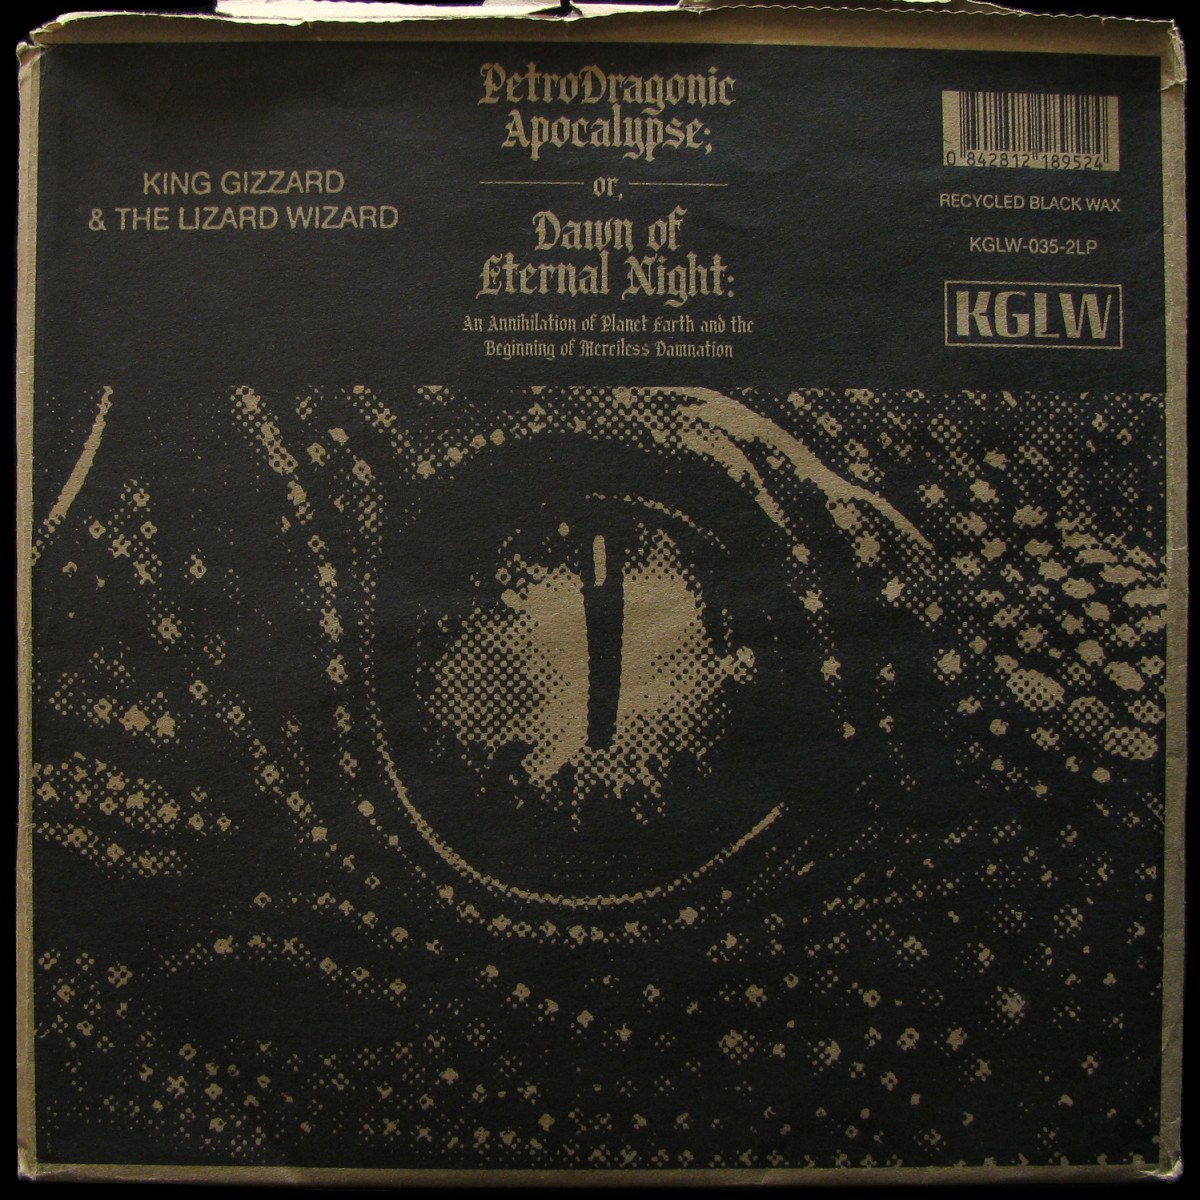 PetroDragonic
Apocalypse;
or,
Dawn of
Eternal Night:
An Annihilation of Planet Earth and the
Beginning of Merciless Damnation
KING GIZZARD
& THE LIZARD WIZARD
0 842812 189524
RECYCLED BLACK WAX
KGLW-035-2LP
KGLW